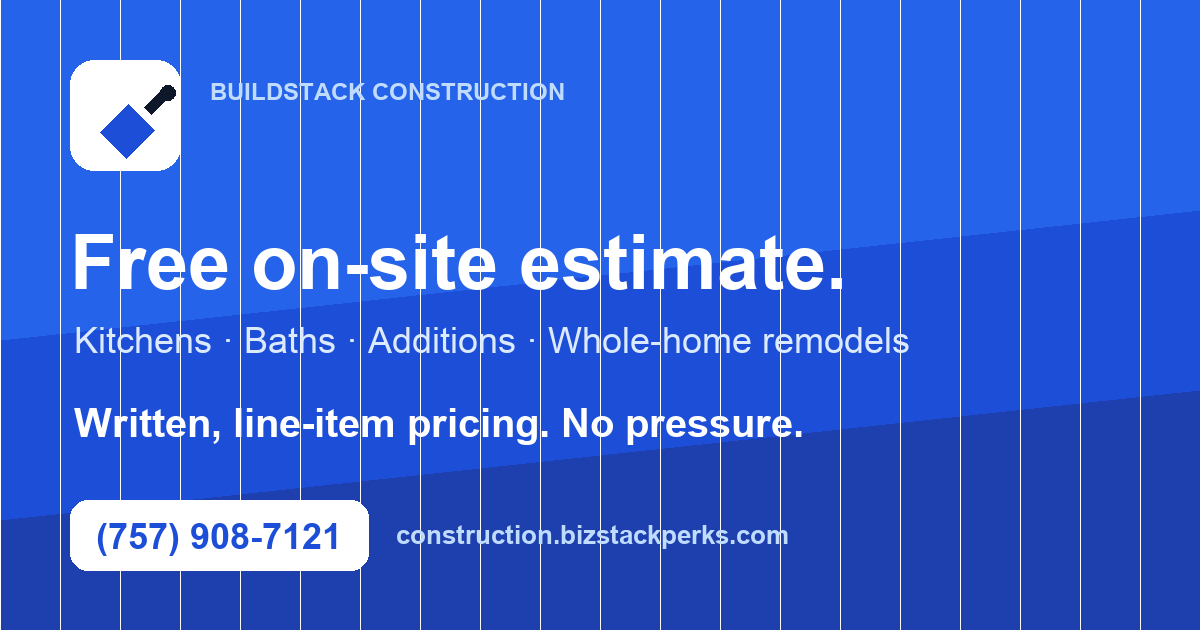 BUILDSTACK CONSTRUCTION
Free on-site estimate.
Kitchens · Baths · Additions · Whole-home remodels
Written, line-item pricing. No pressure.
(757) 908-7121
construction.bizstackperks.com